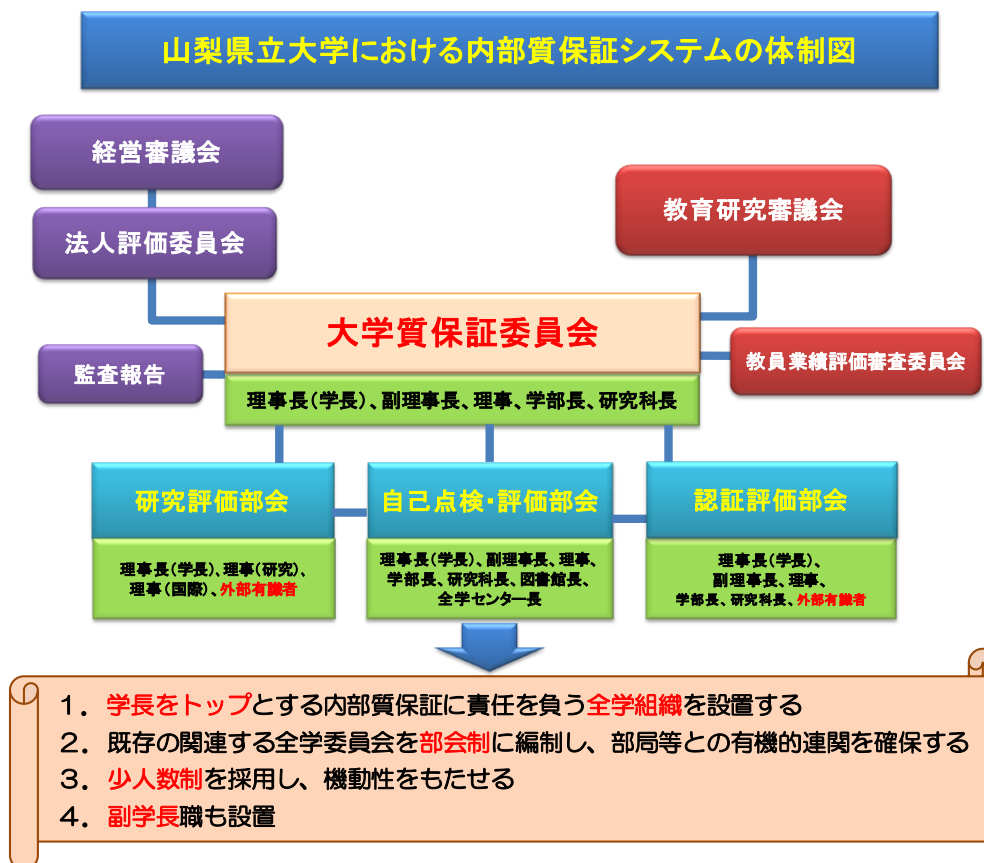 山梨県立大学における内部質保証システムの体制図
経営審議会
法人評価委員会
教育研究審議会
大学質保証委員会
監査報告
教員業績評価審査委員会
理事長(学長)、副理事長、理事、学部長、研究科長
研究評価部会
理事長(学長)、理事(研究)、
理事(国際)、外部有識者
自己点検・評価部会
理事長(学長)、副理事長、理事、
学部長、研究科長、図書館長、
全学センター長
認証評価部会
理事長(学長)、
副理事長、理事、
学部長、研究科長、外部有識者
1. 学長をトップとする内部質保証に責任を負う全学組織を設置する
2. 既存の関連する全学委員会を部会制に編制し、部局等との有機的連関を確保する
3. 少人数制を採用し、機動性をもたせる
4. 副学長職も設置